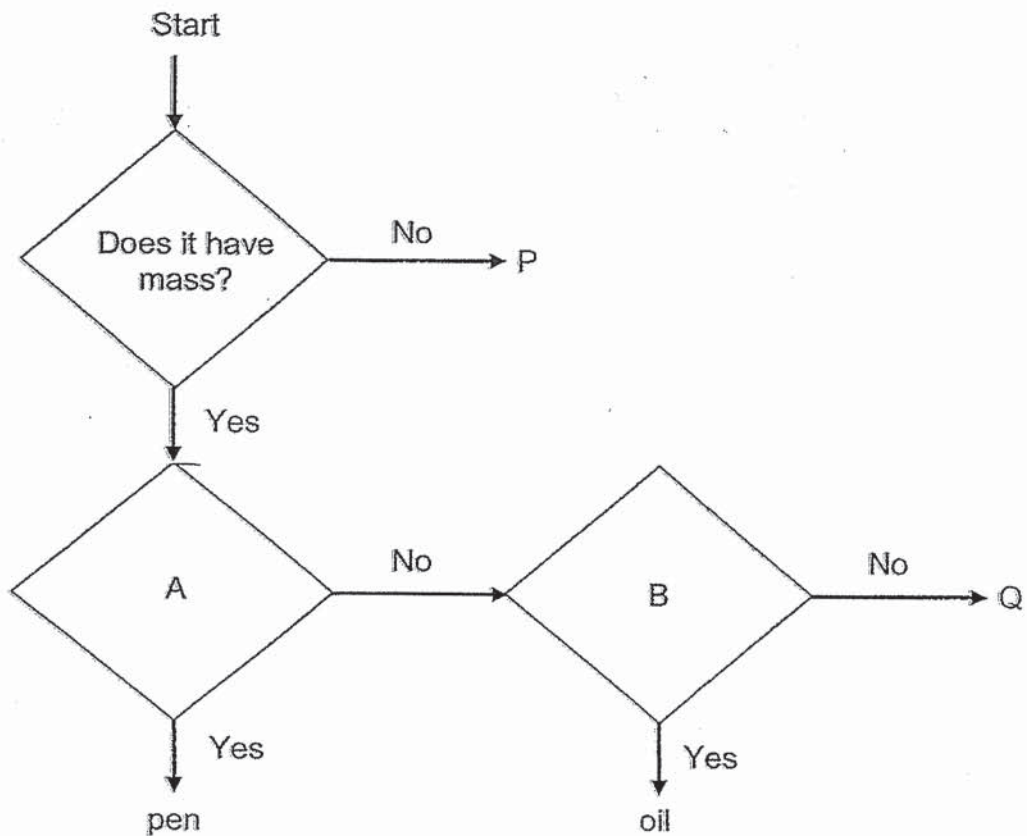 Start
Does it have
mass?
No
P
Yes
A
No
B
No
Q
Yes
pen
Yes
oil